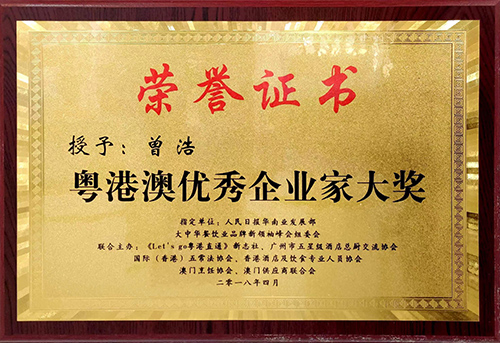 荣誉证书
授予：曾浩
粤港澳优秀企业家大奖
指定单位：人民日报华南业发展部
大中华餐饮业品牌新领袖峰会组委会
联合主办：《Let's go粤港直通》新志社、广州市五星级酒店总厨交流协会
国际（香港）五常法协会、香港酒店及饮食专业人员协会
澳门烹饪协会、澳门供应商联合会
二零一八年四月